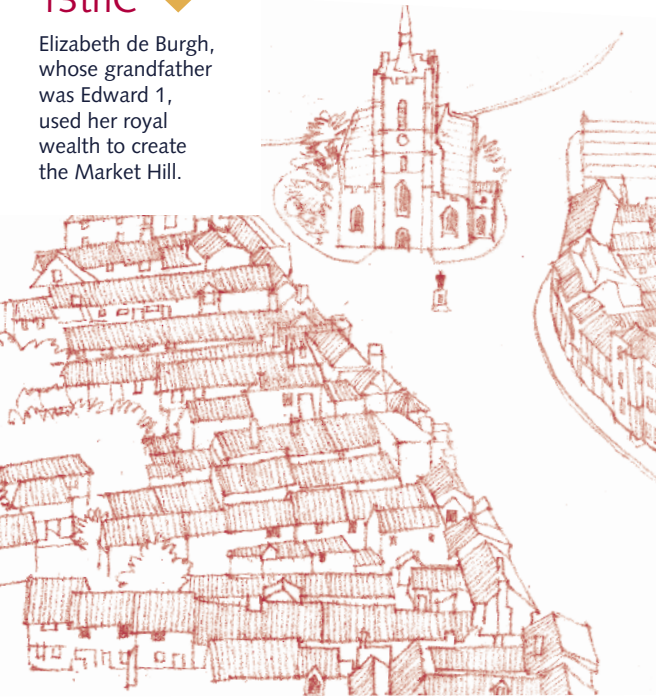 Elizabeth de Burgh,
whose grandfather
was Edward 1,
used her royal
wealth to create
the Market Hill.